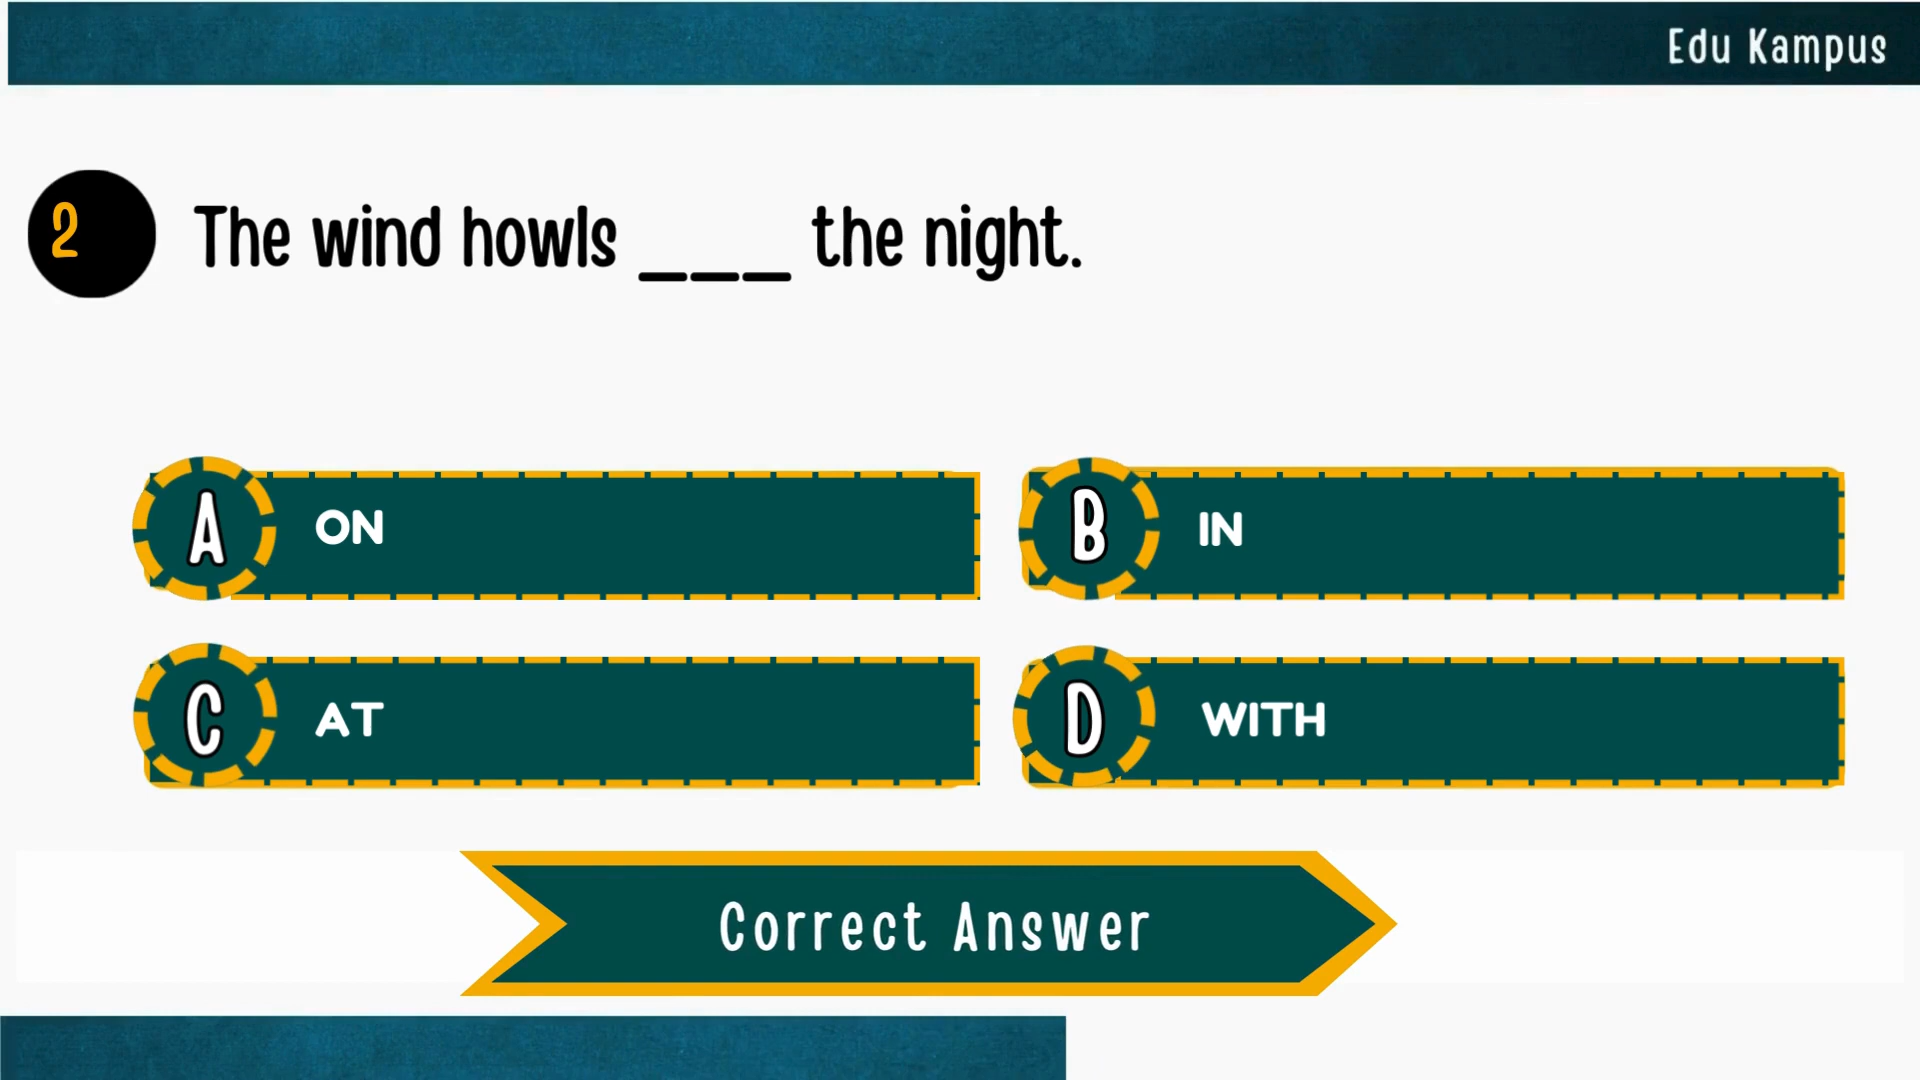 Edu Kampus
2
The wind howls ___ the night.
A
ON
B
IN
C
AT
D
WITH
Correct Answer